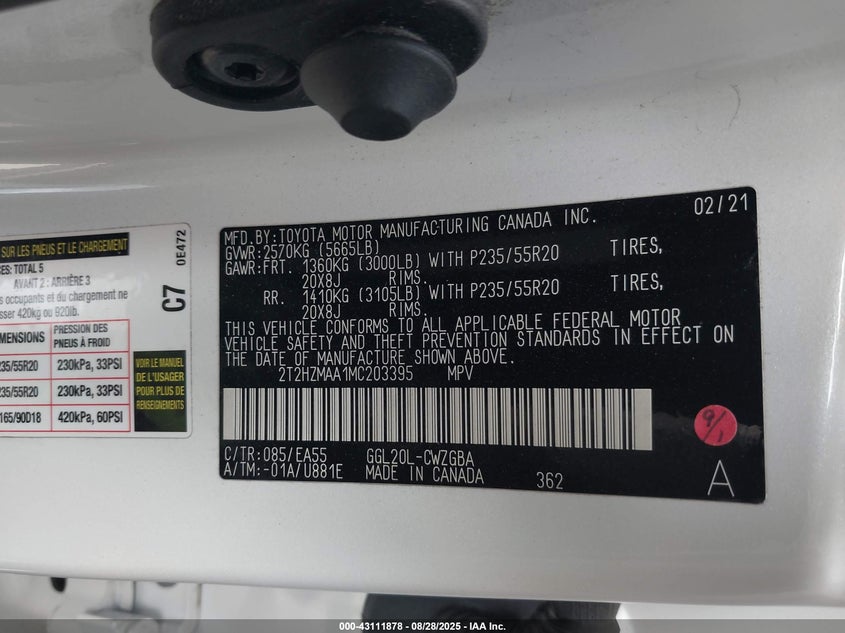 MFD.BY:TOYOTA MOTOR MANUFACTURING CANADA INC. 02/21
GVWR:2570KG (5665LB)
GAWR:FRT. 1360KG (3000LB) WITH P235/55R20 TIRES,
20X8J RIMS.
RR. 1410KG (3105LB) WITH P235/55R20 TIRES,
20X8J RIMS.
THIS VEHICLE CONFORMS TO ALL APPLICABLE FEDERAL MOTOR
VEHICLE SAFETY AND THEFT PREVENTION STANDARDS IN EFFECT ON
THE DATE OF MANUFACTURE SHOWN ABOVE.
2T2HZMAA1MC203395 MPV
C/TR:085/EA55 GGL20L-CWZGBA
A/TM:-01A/U881E MADE IN CANADA 362
A
9/1
SUR LES PNEUS ET LE CHARGEMENT
TOTAL 5
AVANT 2 : ARRIÈRE 3
occupants et du chargement ne
420kg ou 920lb.
0E472
C7
PRESSION DES
PNEUS À FROID
235/55R20 230kPa, 33PSI
235/55R20 230kPa, 33PSI
165/90D18 420kPa, 60PSI
VOIR LE MANUEL
DE L'USAGER
POUR PLUS DE
RENSEIGNEMENTS
000-43111878 - 08/28/2025 - IAA Inc.